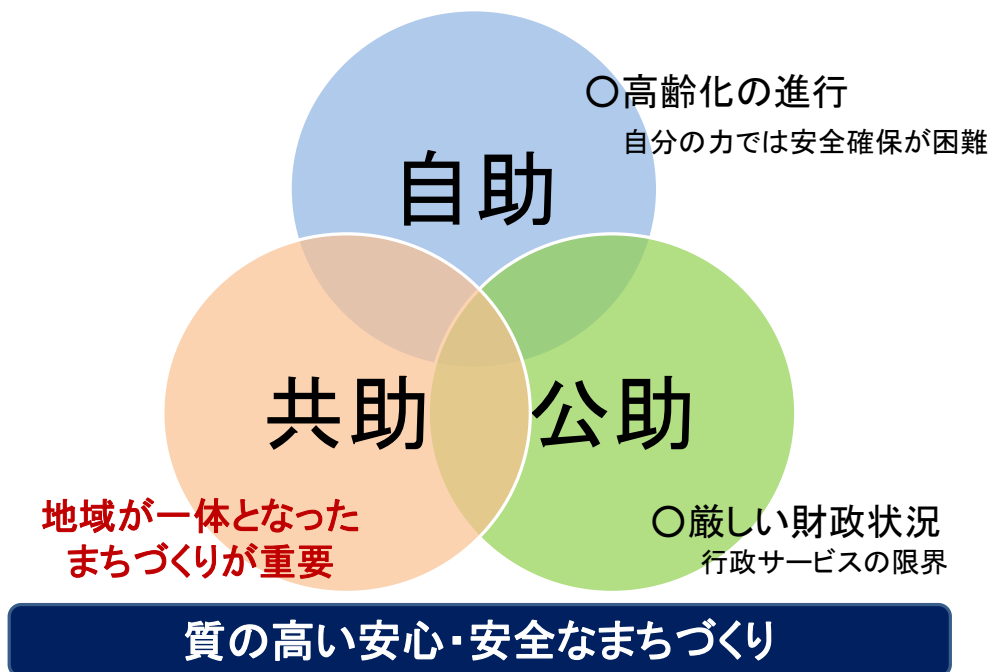 〇高齢化の進行
自分の力では安全確保が困難
自助
共助
公助
地域が一体となった
まちづくりが重要
〇厳しい財政状況
行政サービスの限界
質の高い安心・安全なまちづくり